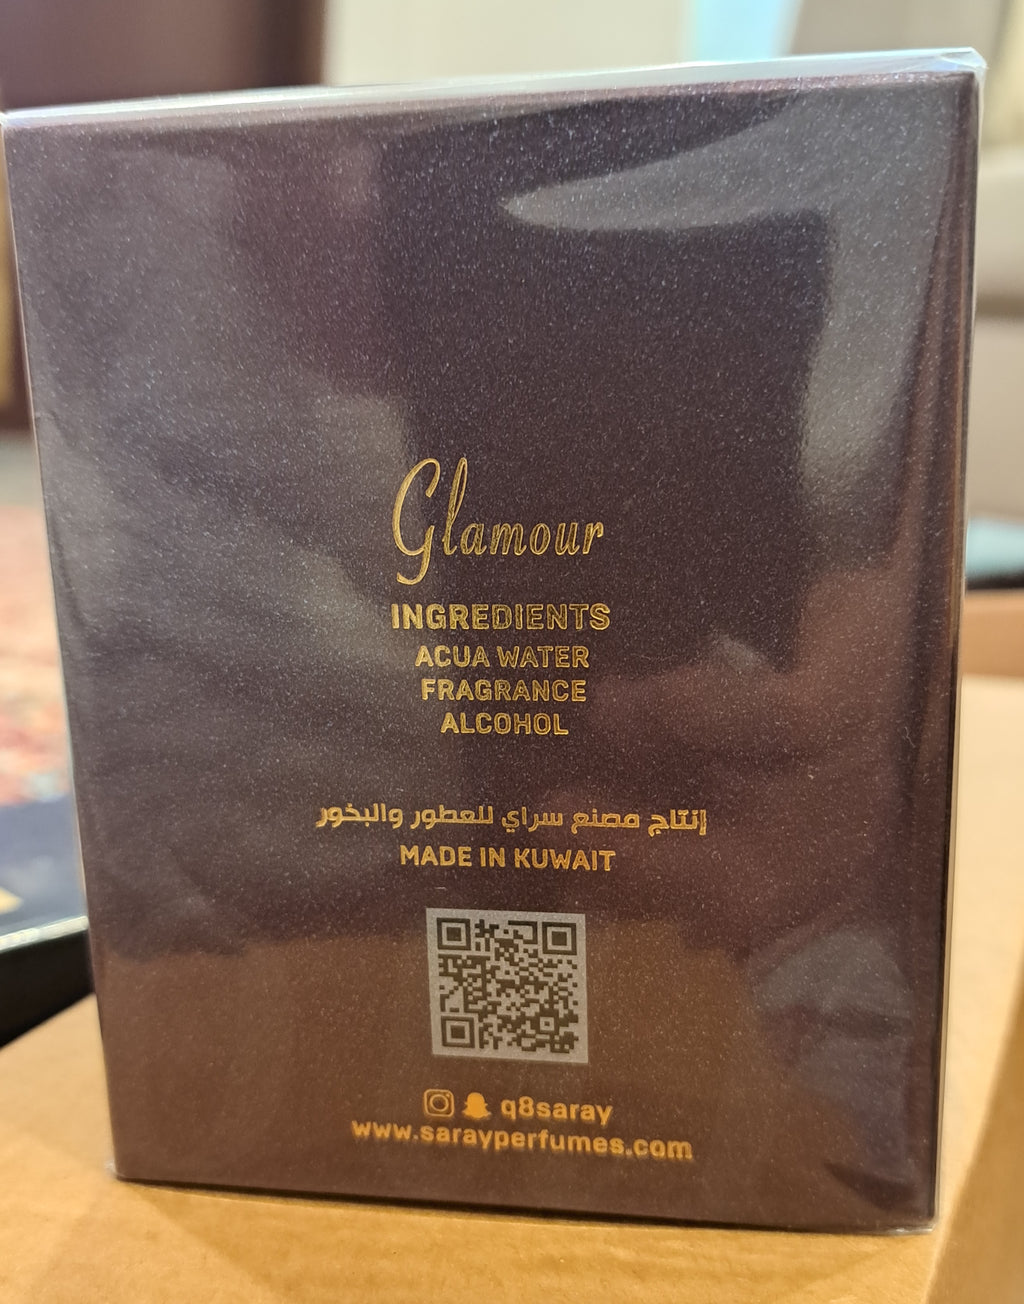 Glamour
INGREDIENTS
ACUA WATER
FRAGRANCE
ALCOHOL
إنتاج مصنع سراي للعطور والبخور
MADE IN KUWAIT
q8saray
www.sarayperfumes.com